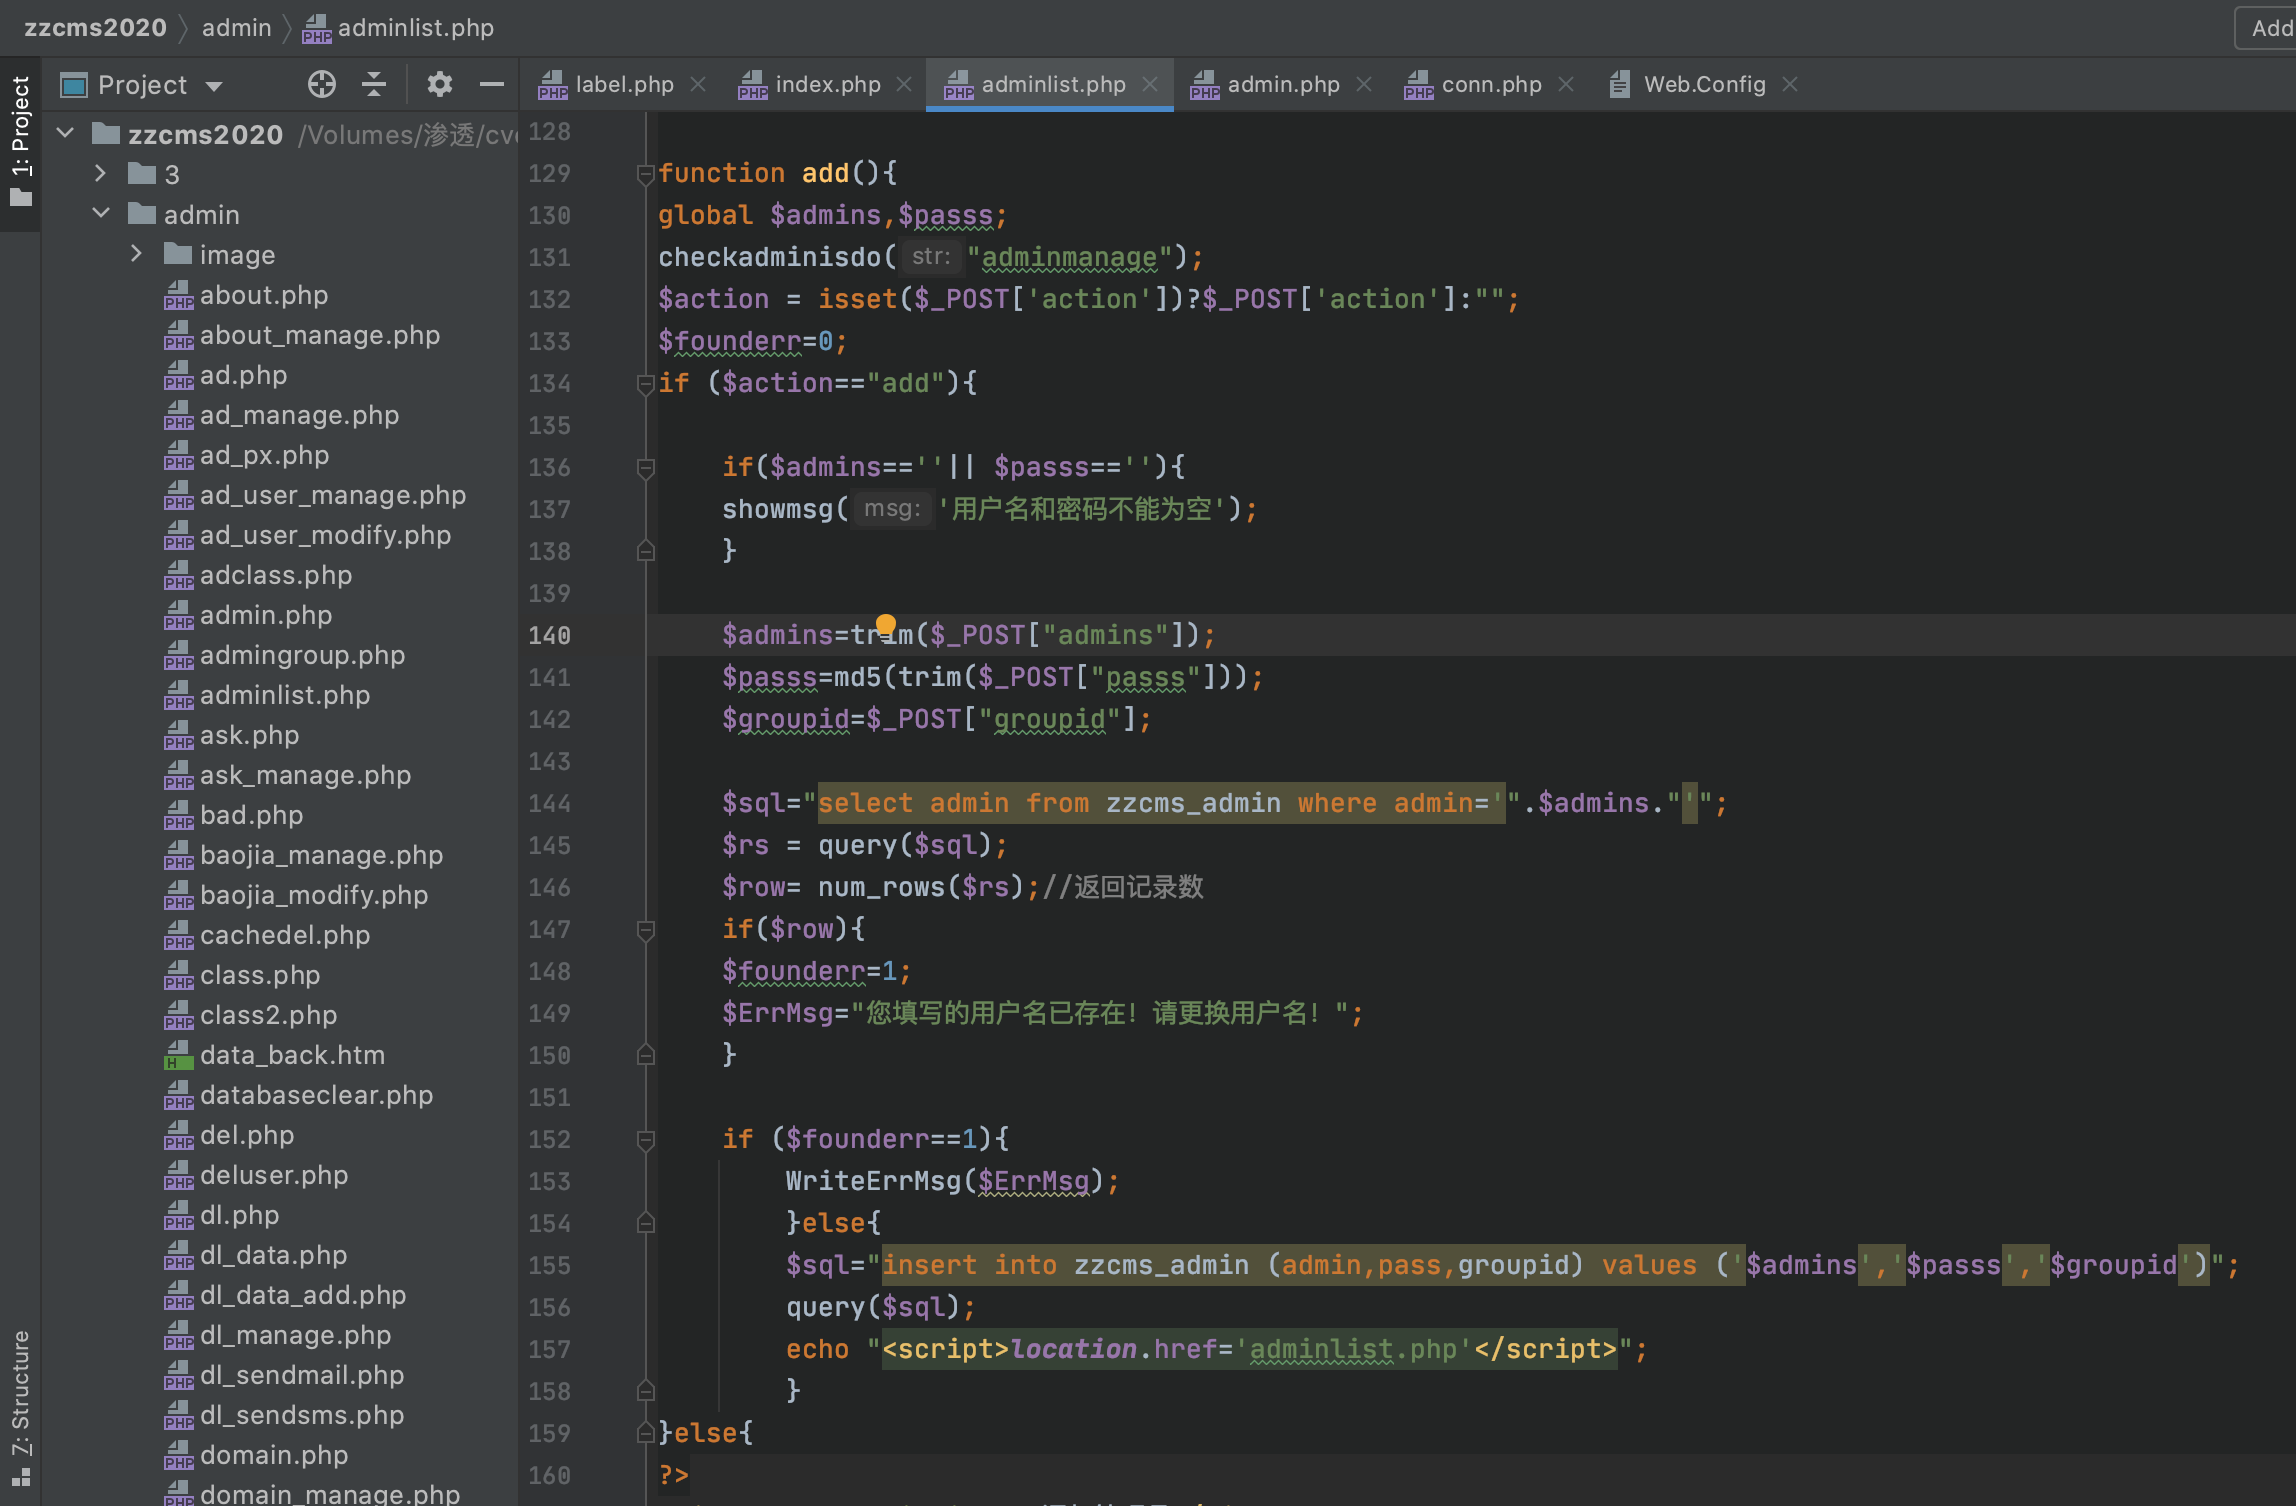 zzcms2020 admin adminlist.php Add
1: Project
Project
label.php index.php adminlist.php admin.php conn.php Web.Config
zzcms2020 /Volumes/渗透/cv
3
admin
image
about.php
about_manage.php
ad.php
ad_manage.php
ad_px.php
ad_user_manage.php
ad_user_modify.php
adclass.php
admin.php
admingroup.php
adminlist.php
ask.php
ask_manage.php
bad.php
baojia_manage.php
baojia_modify.php
cachedel.php
class.php
class2.php
data_back.htm
databaseclear.php
del.php
deluser.php
dl.php
dl_data.php
dl_data_add.php
dl_manage.php
dl_sendmail.php
dl_sendsms.php
domain.php
domain_manage.php
7: Structure
128
129 function add(){
130 global $admins,$passs;
131 checkadminisdo( str: "adminmanage");
132 $action = isset($_POST['action'])?$_POST['action']:"";
133 $founderr=0;
134 if ($action=="add"){
135
136 if($admins==''|| $passs==''){
137 showmsg( msg: '用户名和密码不能为空');
138 }
139
140 $admins=trim($_POST["admins"]);
141 $passs=md5(trim($_POST["passs"]));
142 $groupid=$_POST["groupid"];
143
144 $sql="select admin from zzcms_admin where admin='".$admins."'";
145 $rs = query($sql);
146 $row= num_rows($rs);//返回记录数
147 if($row){
148 $founderr=1;
149 $ErrMsg="您填写的用户名已存在！请更换用户名！";
150 }
151
152 if ($founderr==1){
153 WriteErrMsg($ErrMsg);
154 }else{
155 $sql="insert into zzcms_admin (admin,pass,groupid) values ('$admins','$passs','$groupid')";
156 query($sql);
157 echo "<script>location.href='adminlist.php'</script>";
158 }
159 }else{
160 ?>